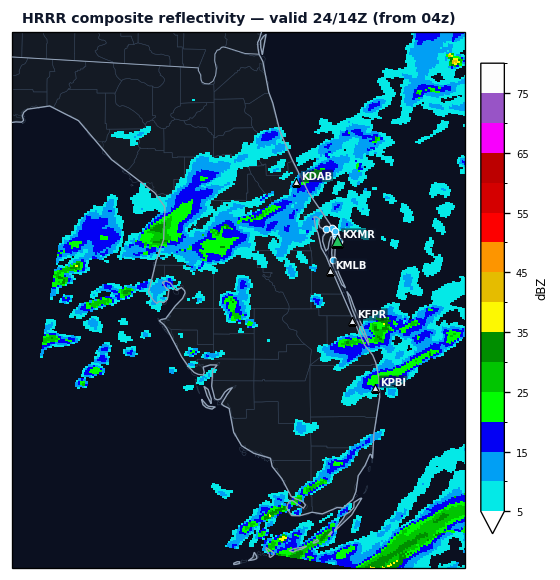 HRRR composite reflectivity — valid 24/14Z (from 04z)
75
65
KDAB
55
KXMR
KMLB
45
dBZ
KFPR
35
KPBI
25
15
5